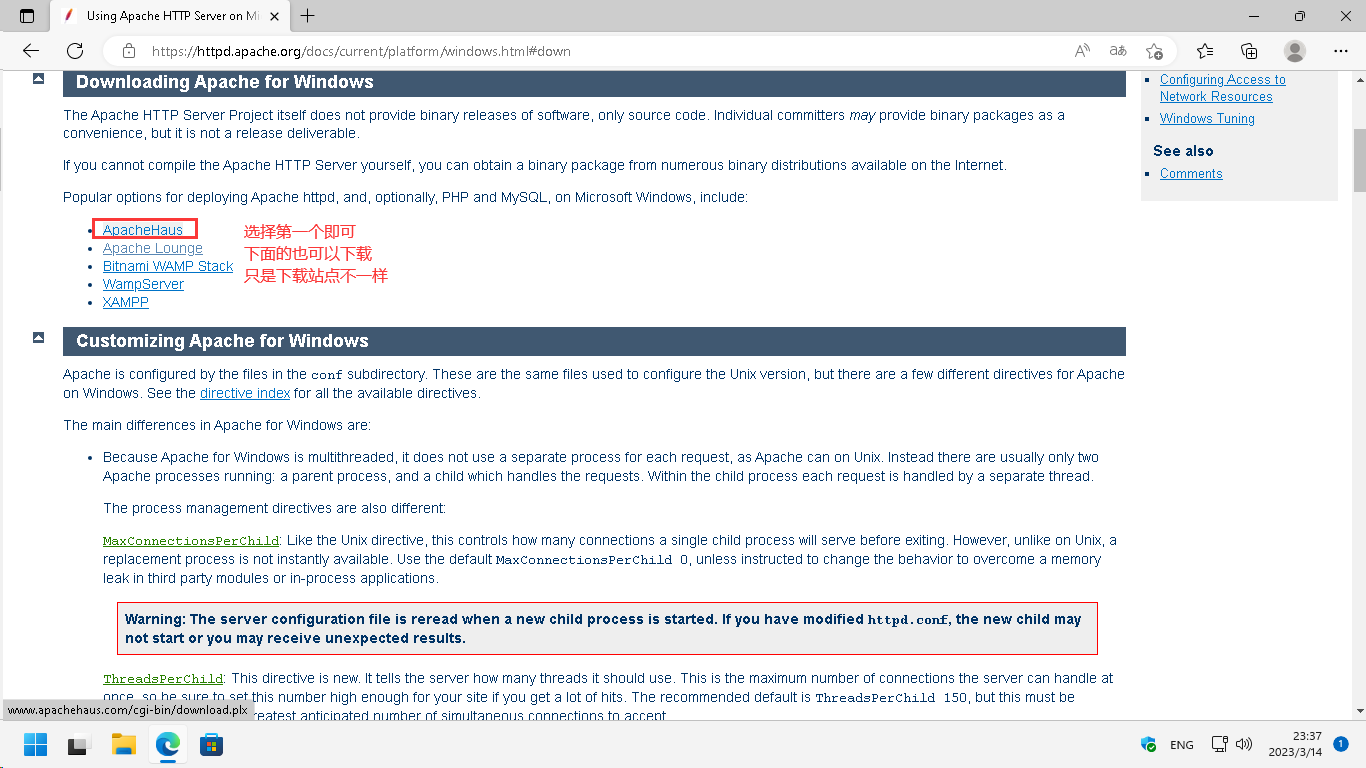 Using Apache HTTP Server on Mi
https://httpd.apache.org/docs/current/platform/windows.html#down
Downloading Apache for Windows
The Apache HTTP Server Project itself does not provide binary releases of software, only source code. Individual committers may provide binary packages as a
convenience, but it is not a release deliverable.
If you cannot compile the Apache HTTP Server yourself, you can obtain a binary package from numerous binary distributions available on the Internet.
Popular options for deploying Apache httpd, and, optionally, PHP and MySQL, on Microsoft Windows, include:
ApacheHaus
Apache Lounge
Bitnami WAMP Stack
WampServer
XAMPP
选择第一个即可
下面的也可以下载
只是下载站点不一样
Configuring Access to
Network Resources
Windows Tuning
See also
Comments
Customizing Apache for Windows
Apache is configured by the files in the conf subdirectory. These are the same files used to configure the Unix version, but there are a few different directives for Apache
on Windows. See the directive index for all the available directives.
The main differences in Apache for Windows are:
Because Apache for Windows is multithreaded, it does not use a separate process for each request, as Apache can on Unix. Instead there are usually only two
Apache processes running: a parent process, and a child which handles the requests. Within the child process each request is handled by a separate thread.
The process management directives are also different:
MaxConnectionsPerChild: Like the Unix directive, this controls how many connections a single child process will serve before exiting. However, unlike on Unix, a
replacement process is not instantly available. Use the default MaxConnectionsPerChild 0, unless instructed to change the behavior to overcome a memory
leak in third party modules or in-process applications.
Warning: The server configuration file is reread when a new child process is started. If you have modified httpd.conf, the new child may
not start or you may receive unexpected results.
ThreadsPerChild: This directive is new. It tells the server how many threads it should use. This is the maximum number of connections the server can handle at
once, so be sure to set this number high enough for your site if you get a lot of hits. The recommended default is ThreadsPerChild 150, but this must be
reatest anticipated number of simultaneous connections to accept
www.apachehaus.com/cgi-bin/download.plx
ENG
23:37
2023/3/14
1